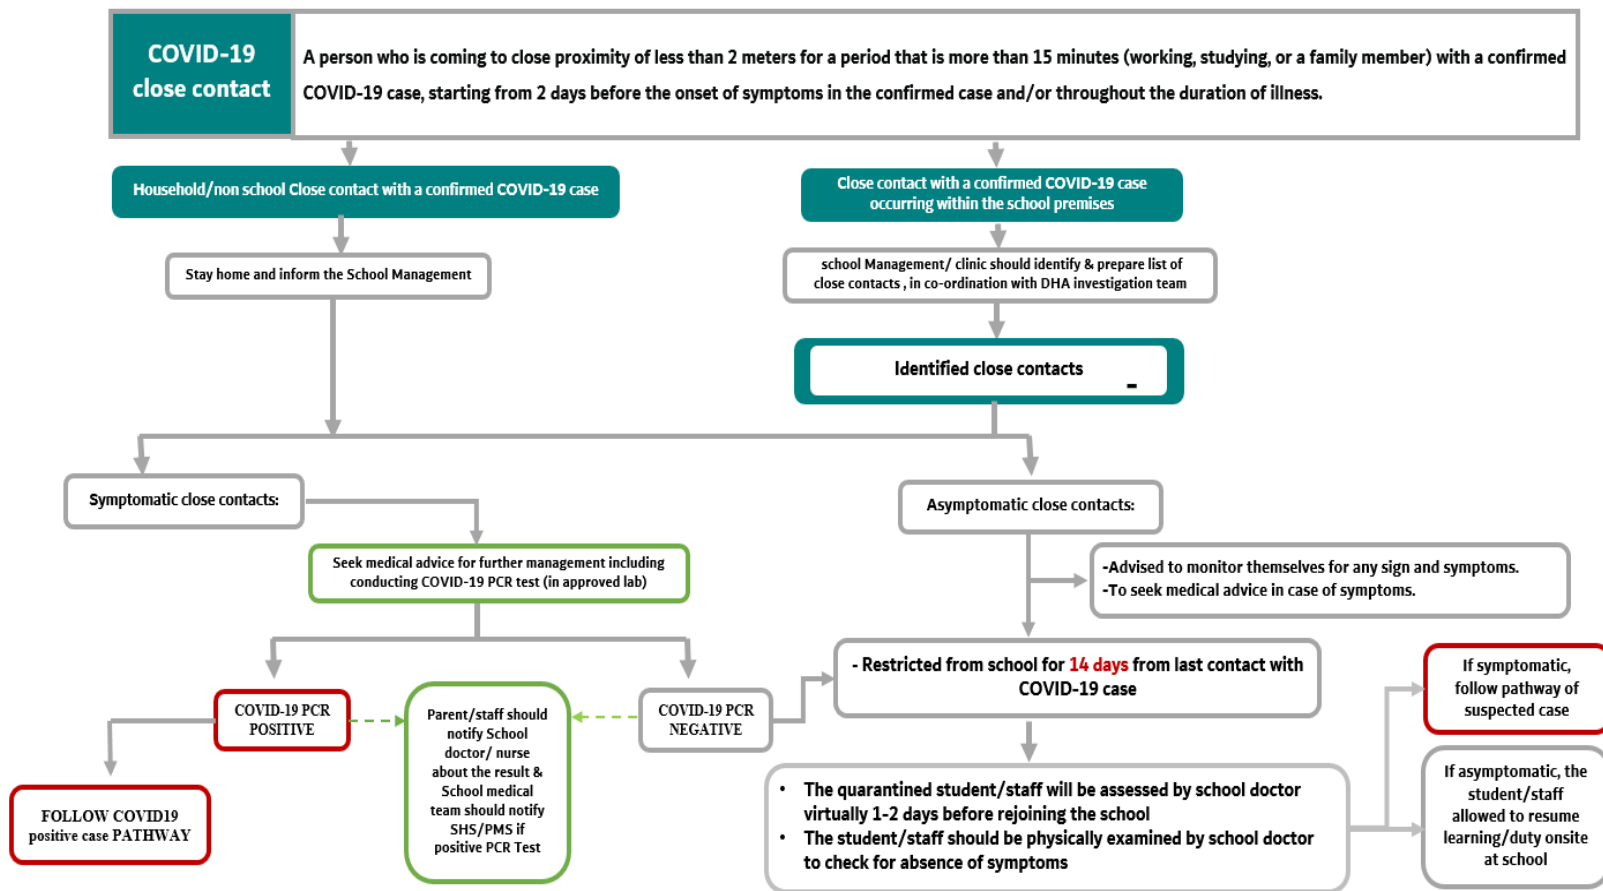 COVID-19
close contact
A person who is coming to close proximity of less than 2 meters for a period that is more than 15 minutes (working, studying, or a family member) with a confirmed
COVID-19 case, starting from 2 days before the onset of symptoms in the confirmed case and/or throughout the duration of illness.
Household/non school Close contact with a confirmed COVID-19 case
Close contact with a confirmed COVID-19 case
occurring within the school premises
Stay home and inform the School Management
school Management/ clinic should identify & prepare list of
close contacts , in co-ordination with DHA investigation team
Identified close contacts
-
Symptomatic close contacts:
Asymptomatic close contacts:
Seek medical advice for further management including
conducting COVID-19 PCR test (in approved lab)
-Advised to monitor themselves for any sign and symptoms.
-To seek medical advice in case of symptoms.
- Restricted from school for 14 days from last contact with
COVID-19 case
If symptomatic,
follow pathway of
suspected case
COVID-19 PCR
POSITIVE
Parent/staff should
notify School
doctor/ nurse
about the result &
School medical
team should notify
SHS/PMS if
positive PCR Test
COVID-19 PCR
NEGATIVE
FOLLOW COVID19
positive case PATHWAY
• The quarantined student/staff will be assessed by school doctor
virtually 1-2 days before rejoining the school
• The student/staff should be physically examined by school doctor
to check for absence of symptoms
If asymptomatic, the
student/staff
allowed to resume
learning/duty onsite
at school